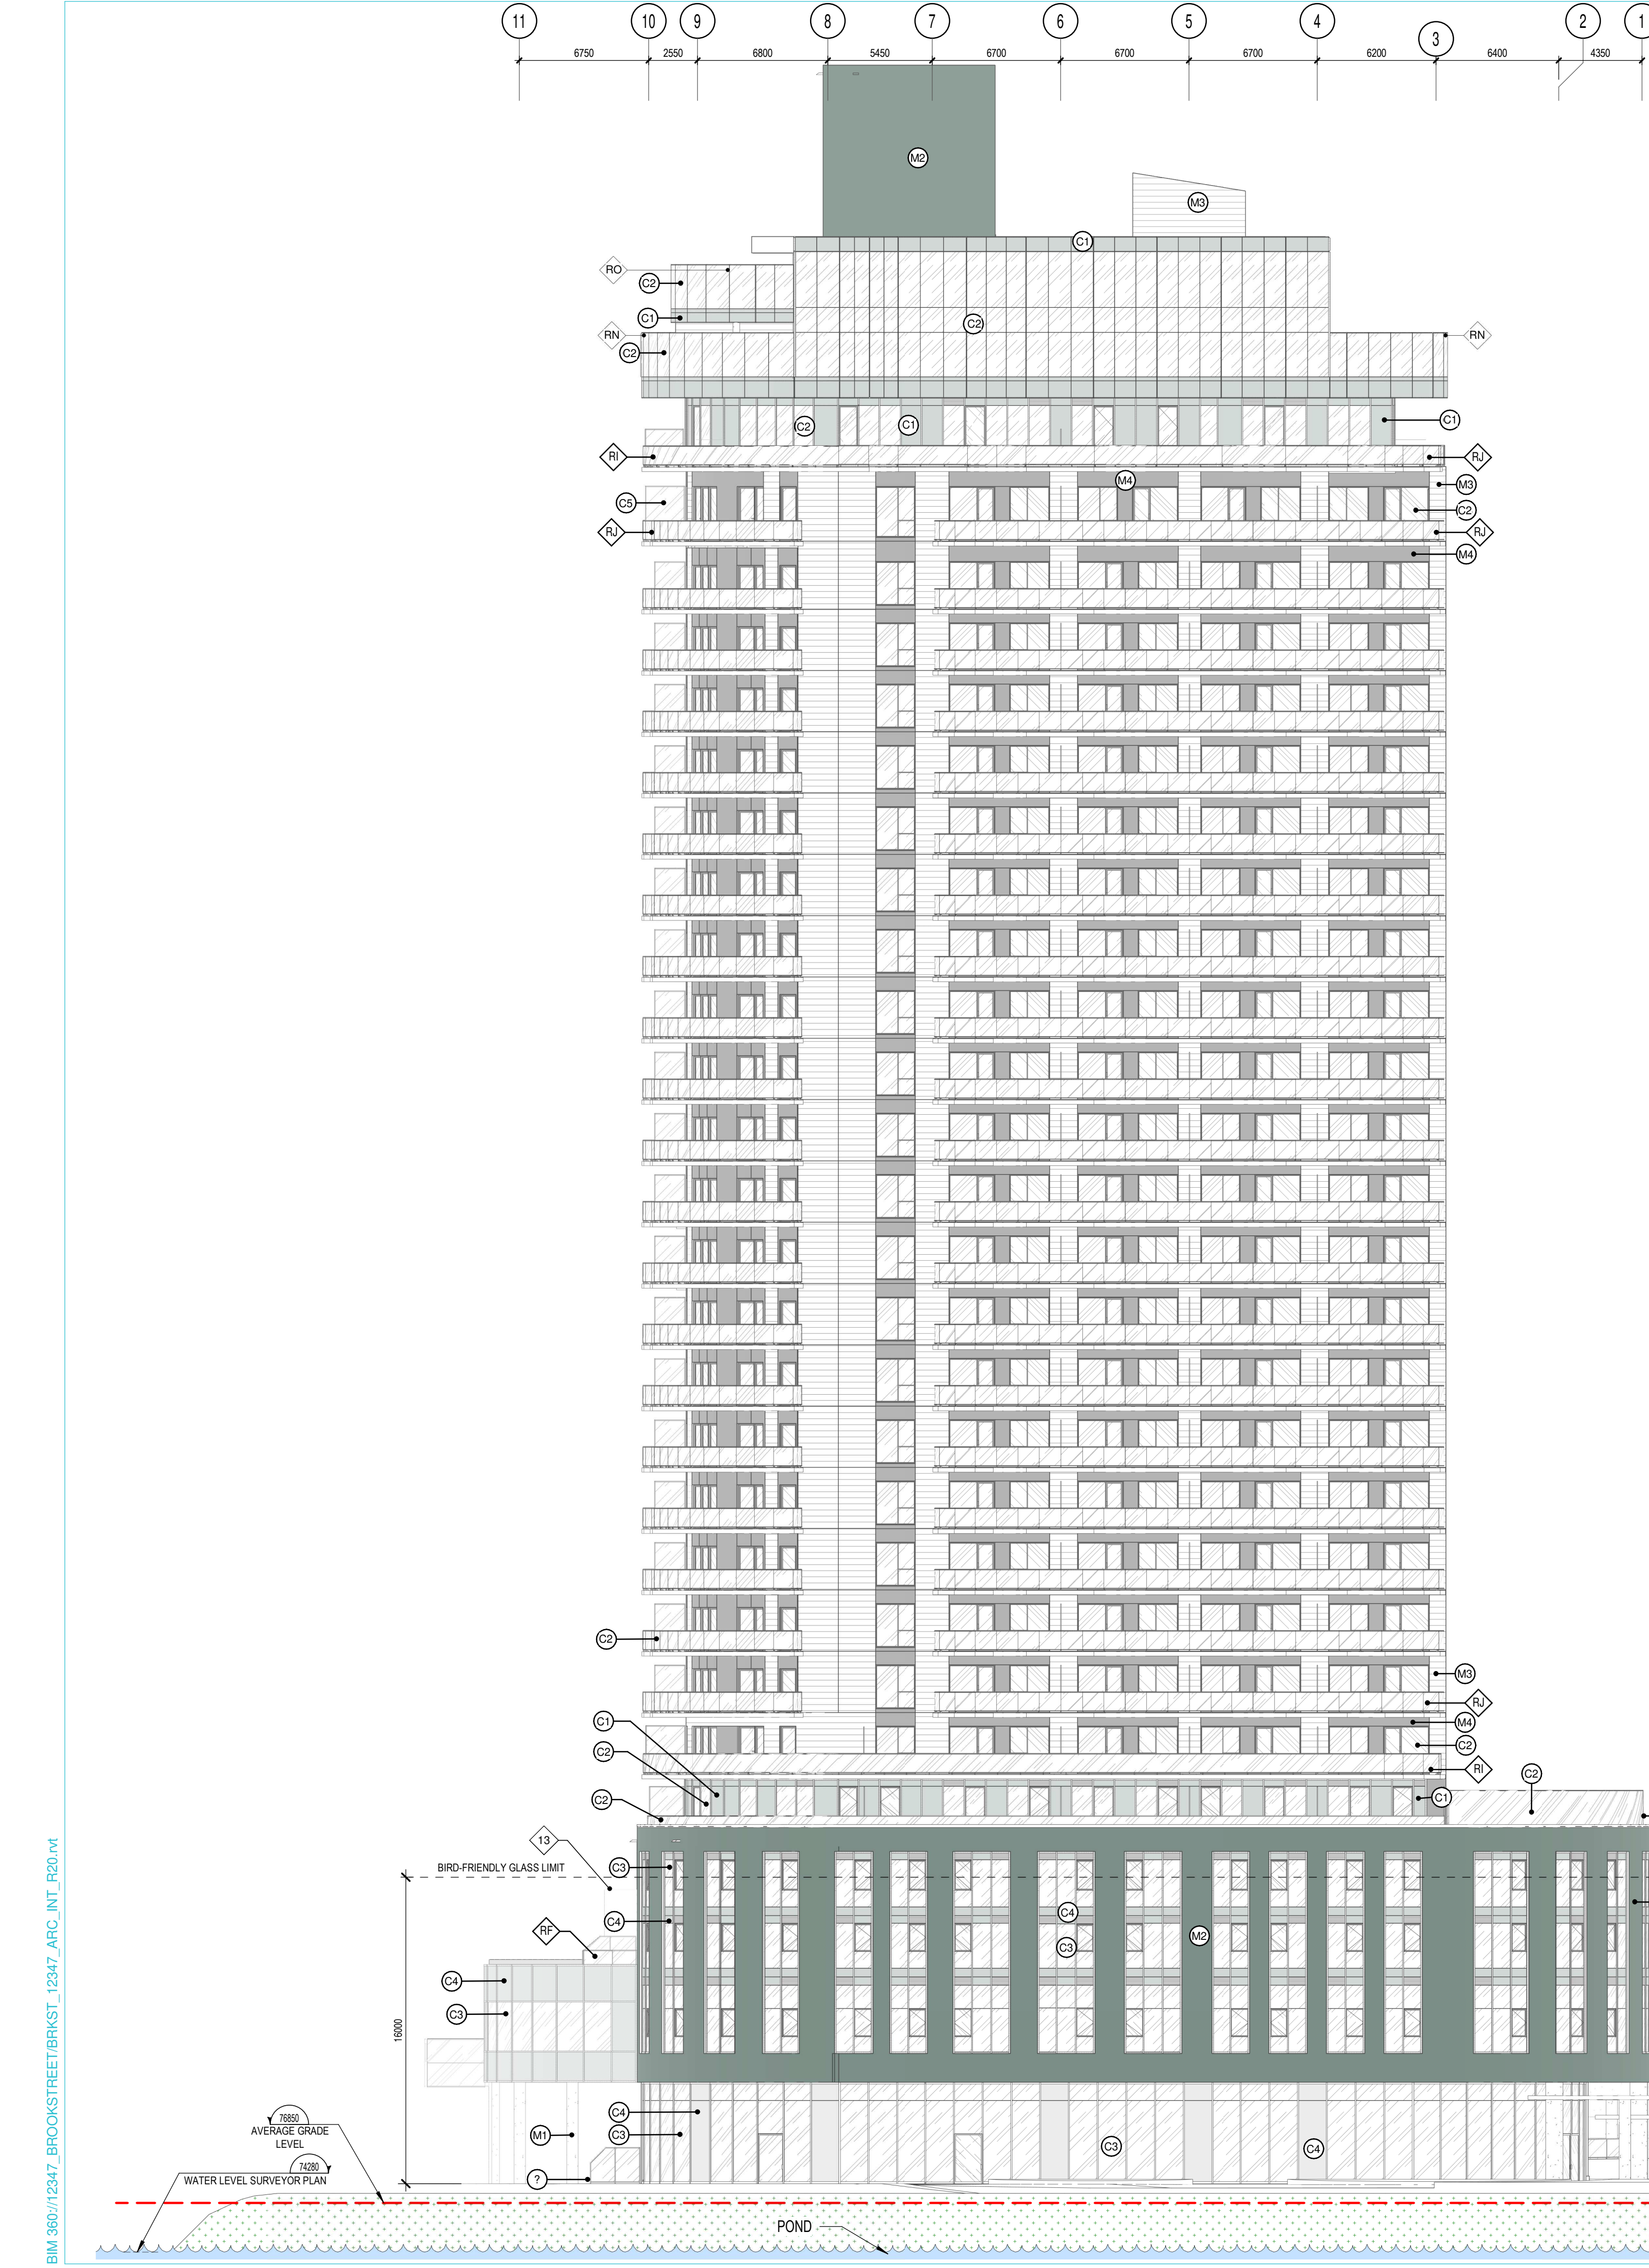 11 10 9 8 7 6 5 4 3 2 1
6750 2550 6800 5450 6700 6700 6700 6200 6400 4350
M2
M3
C1
RO
C2
C1
C2
RN
RN
C2
C1
C2
C1
RI
RJ
M4
M3
C5
C2
RJ
RJ
M4
C2
M3
RJ
C1
M4
C2
C2
RI
C2
C2
C1
13
BIRD-FRIENDLY GLASS LIMIT
C3
C4
C4
RF
M2
C3
C4
C3
16000
C4
76850
AVERAGE GRADE
LEVEL
M1
C3
C3
C4
74280
WATER LEVEL SURVEYOR PLAN
?
POND
BIM 360://12347_BROOKSTREET/BRKST_12347_ARC_INT_R20.rvt